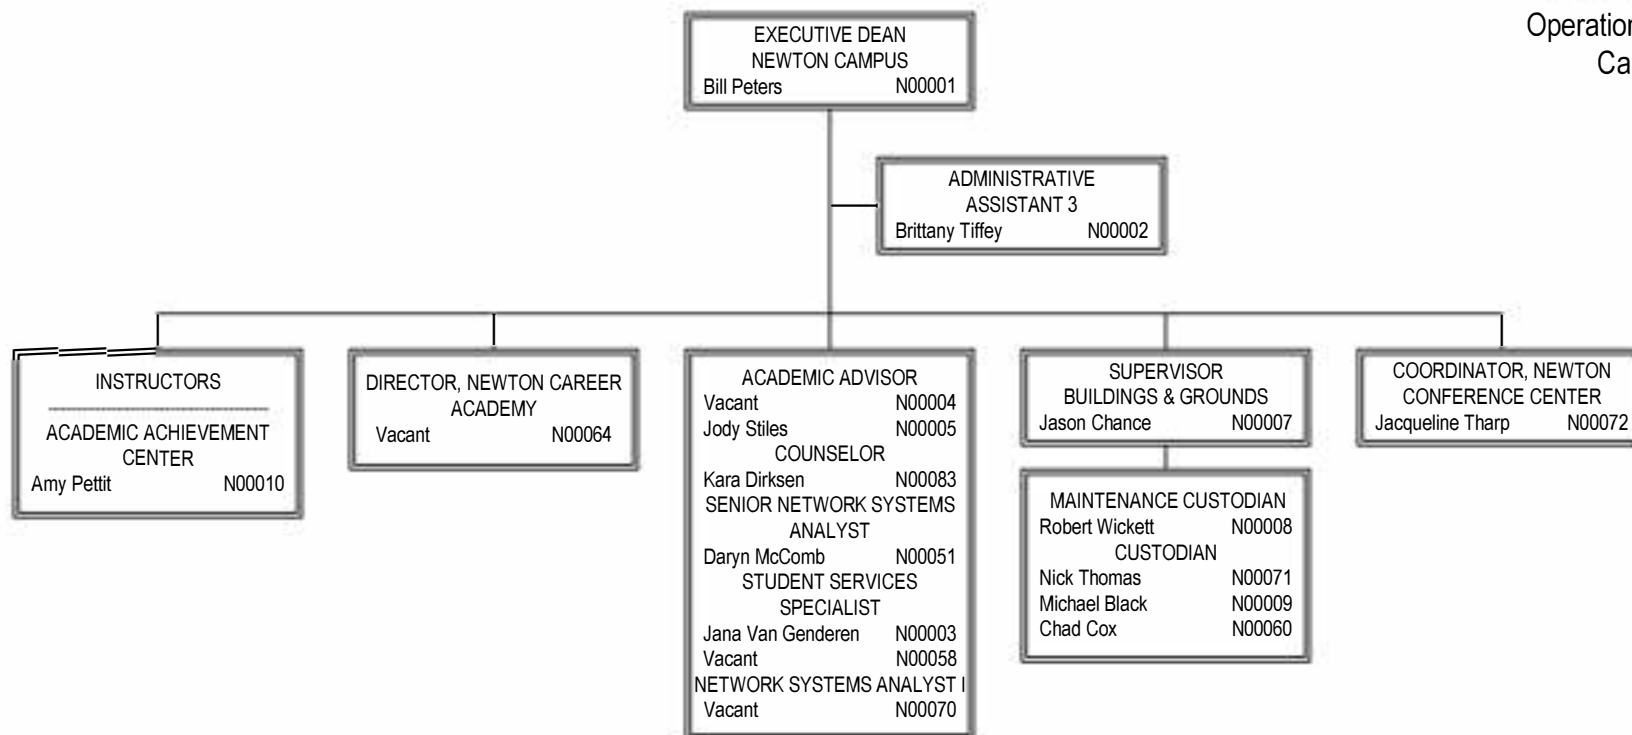 Operation
Ca
EXECUTIVE DEAN
NEWTON CAMPUS
Bill Peters N00001
ADMINISTRATIVE
ASSISTANT 3
Brittany Tiffey N00002
INSTRUCTORS
ACADEMIC ACHIEVEMENT
CENTER
Amy Pettit N00010
DIRECTOR, NEWTON CAREER
ACADEMY
Vacant N00064
ACADEMIC ADVISOR
Vacant N00004
Jody Stiles N00005
COUNSELOR
Kara Dirksen N00083
SENIOR NETWORK SYSTEMS
ANALYST
Daryn McComb N00051
STUDENT SERVICES
SPECIALIST
Jana Van Genderen N00003
Vacant N00058
NETWORK SYSTEMS ANALYST I
Vacant N00070
SUPERVISOR
BUILDINGS & GROUNDS
Jason Chance N00007
MAINTENANCE CUSTODIAN
Robert Wickett N00008
CUSTODIAN
Nick Thomas N00071
Michael Black N00009
Chad Cox N00060
COORDINATOR, NEWTON
CONFERENCE CENTER
Jacqueline Tharp N00072